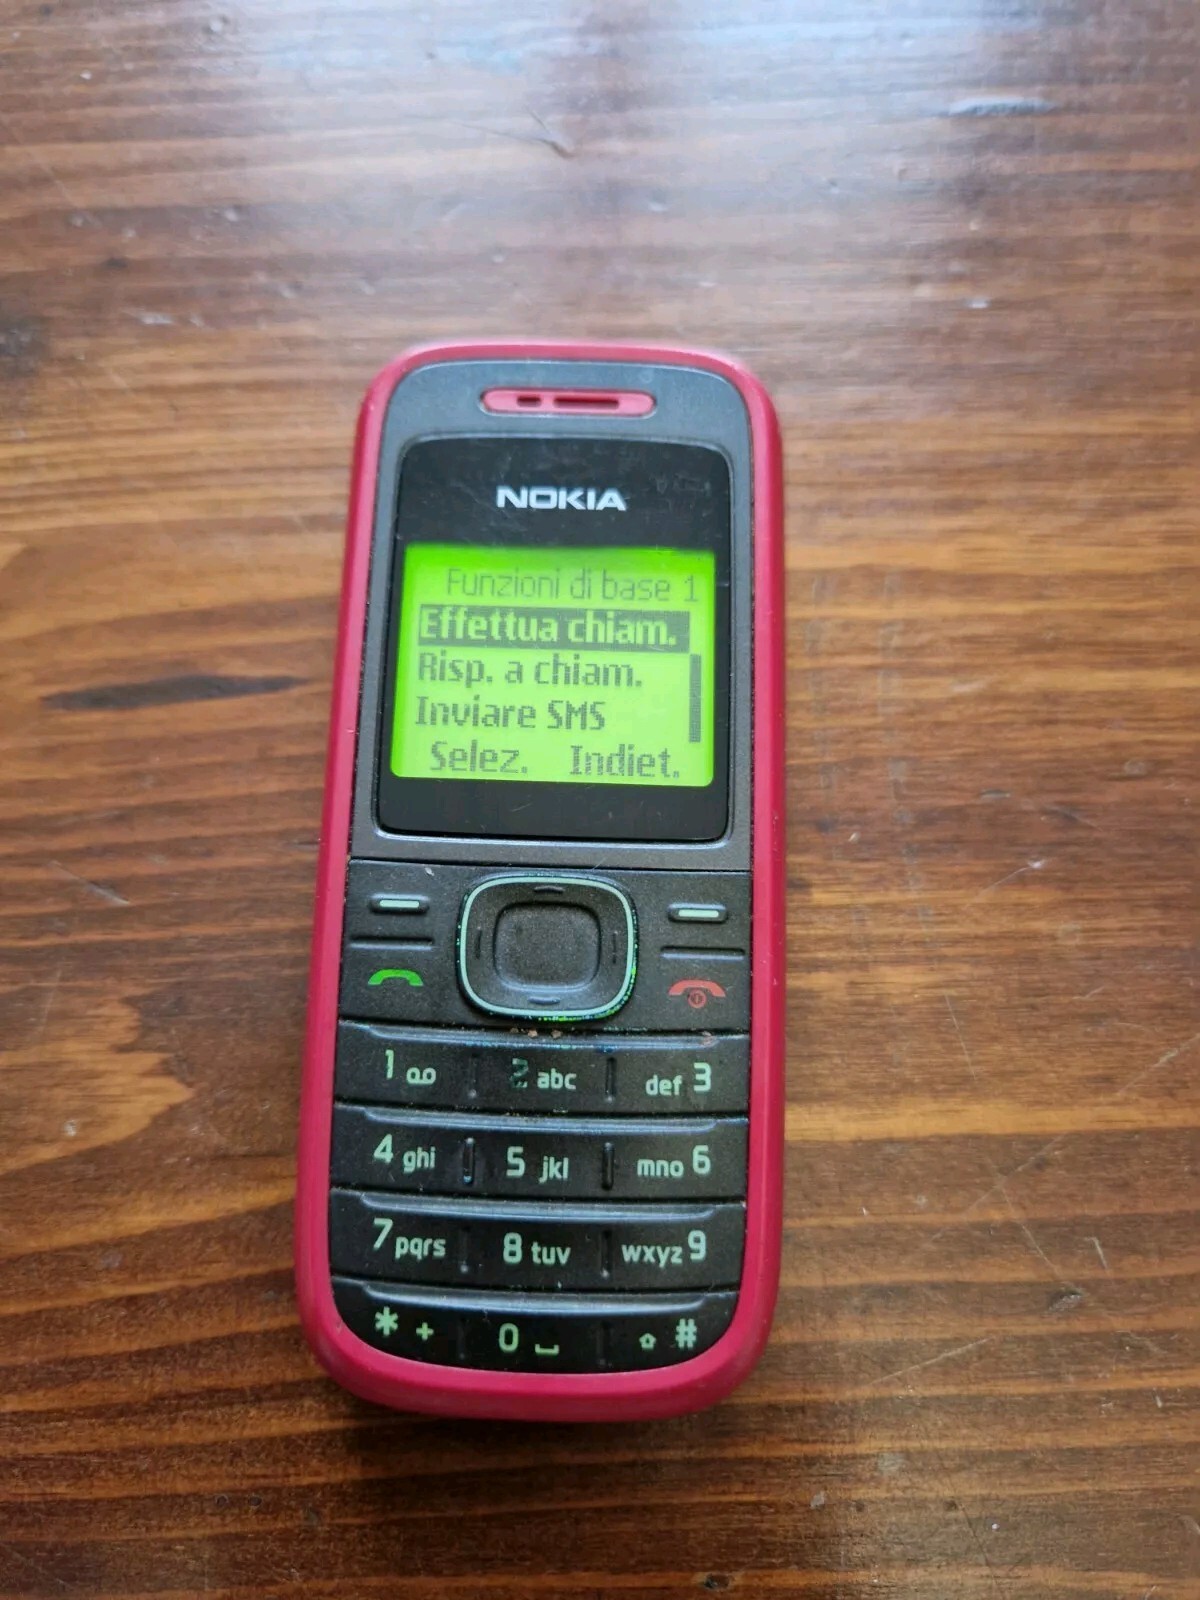 NOKIA
Funzioni di base 1
Effettua chiam.
Risp. a chiam.
Inviare SMS
Selez. Indiet.
1 2 abc def 3
4 ghi 5 jkl mno 6
7 pqrs 8 tuv wxyz 9
* + 0 #